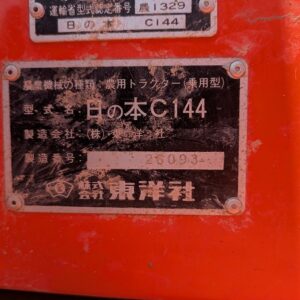 運輸省型式認定番号 農1329
日の本 C144
農業機械の種類 農用トラクター(乗用型)
型式名 日の本C144
製造会社 (株)東洋社
製造番号 26093
株式会社 東洋社